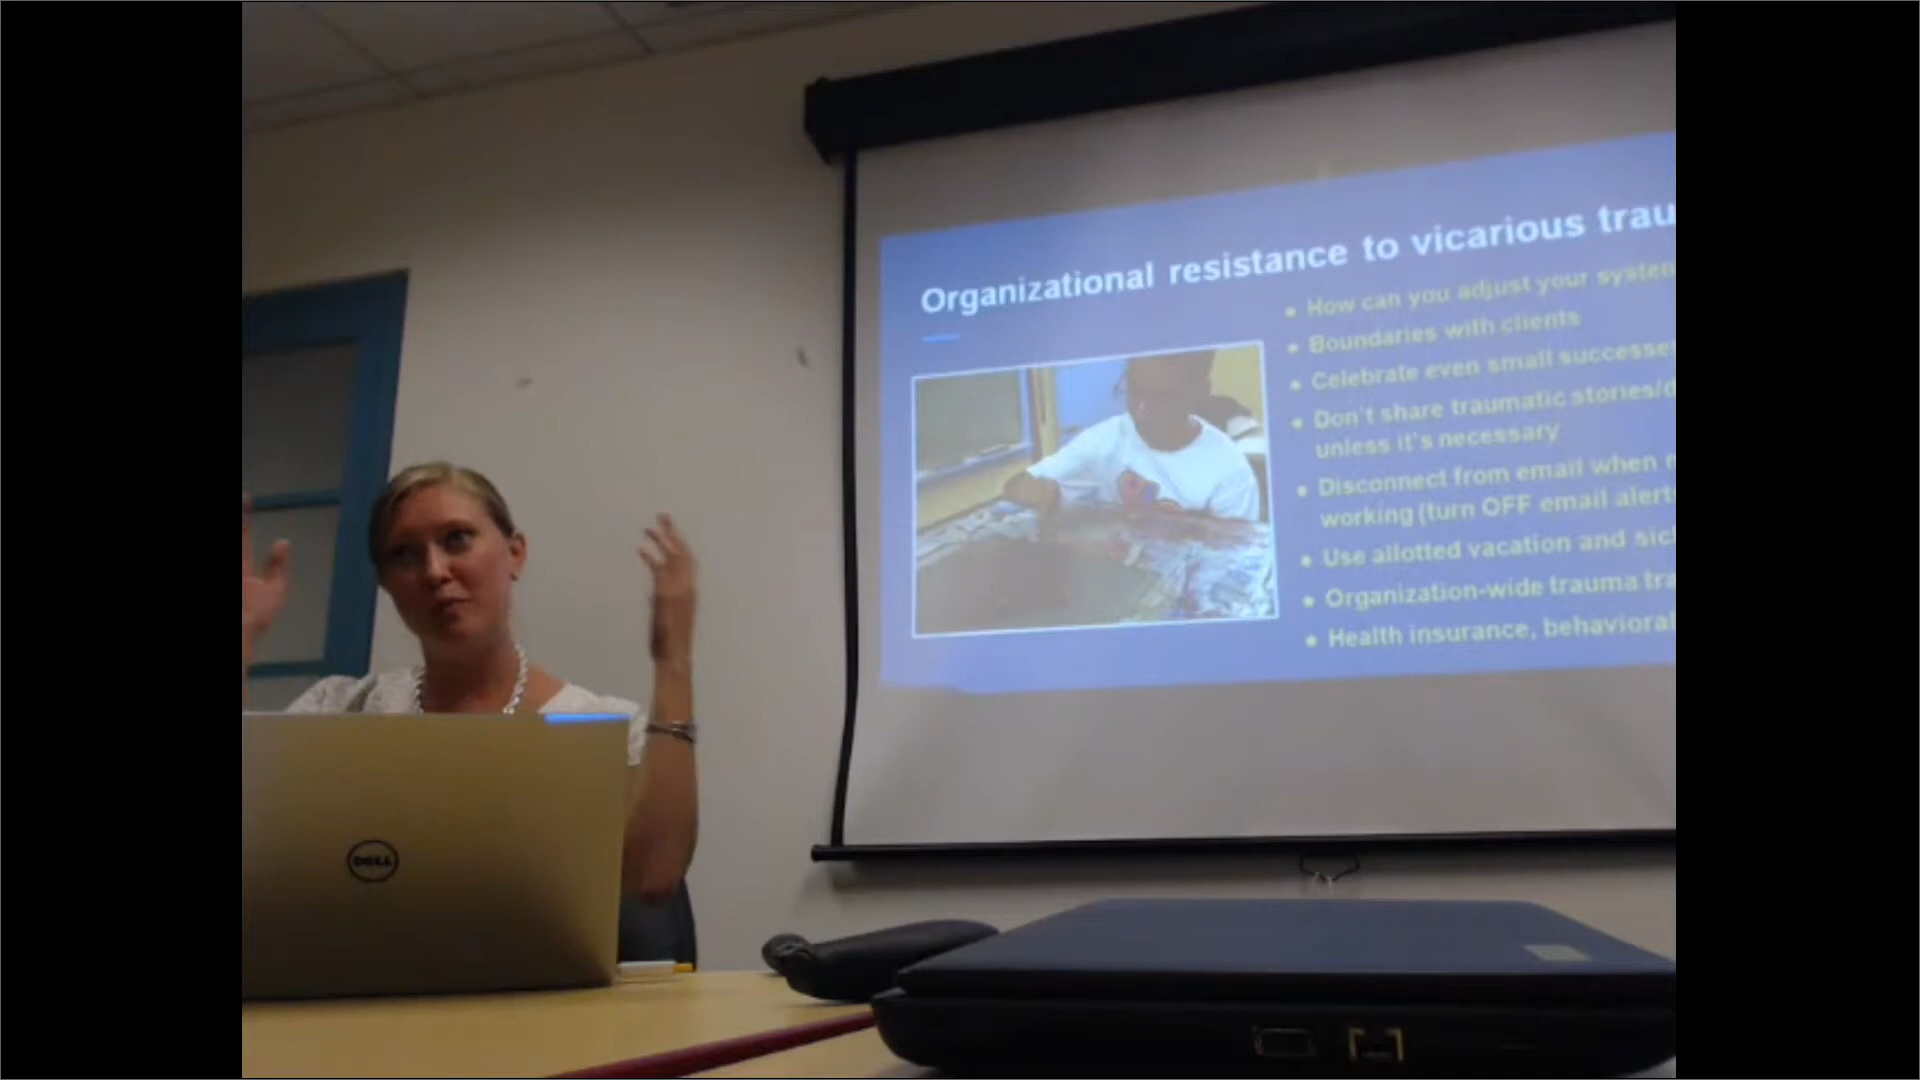 Organizational resistance to vicarious trau
How can you adjust your system
Boundaries with clients
Celebrate even small successes
Don't share traumatic stories/d
unless it's necessary
Disconnect from email when n
working (turn OFF email alert
Use allotted vacation and sic
Organization-wide trauma tra
Health insurance, behavioral
DELL